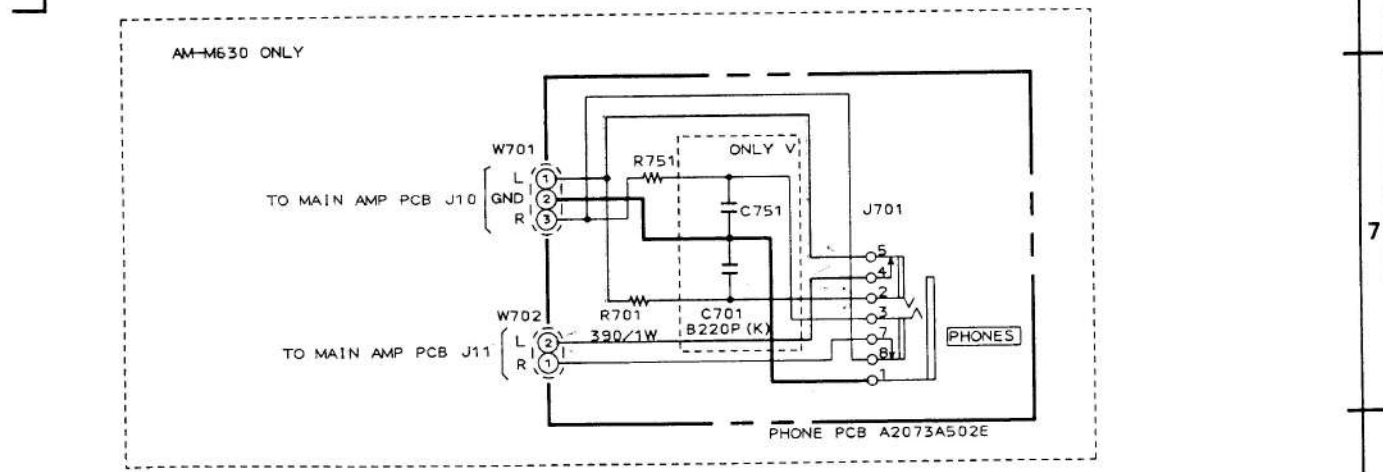 AM-M630 ONLY
W701
R751
ONLY V
L 1
TO MAIN AMP PCB J10 GND 2
R 3
C751
J701
5
4
2
3
7
8
1
W702
R701
390/1W
C701
B220P (K)
L 2
TO MAIN AMP PCB J11
R 1
PHONES
PHONE PCB A2073A502E
7